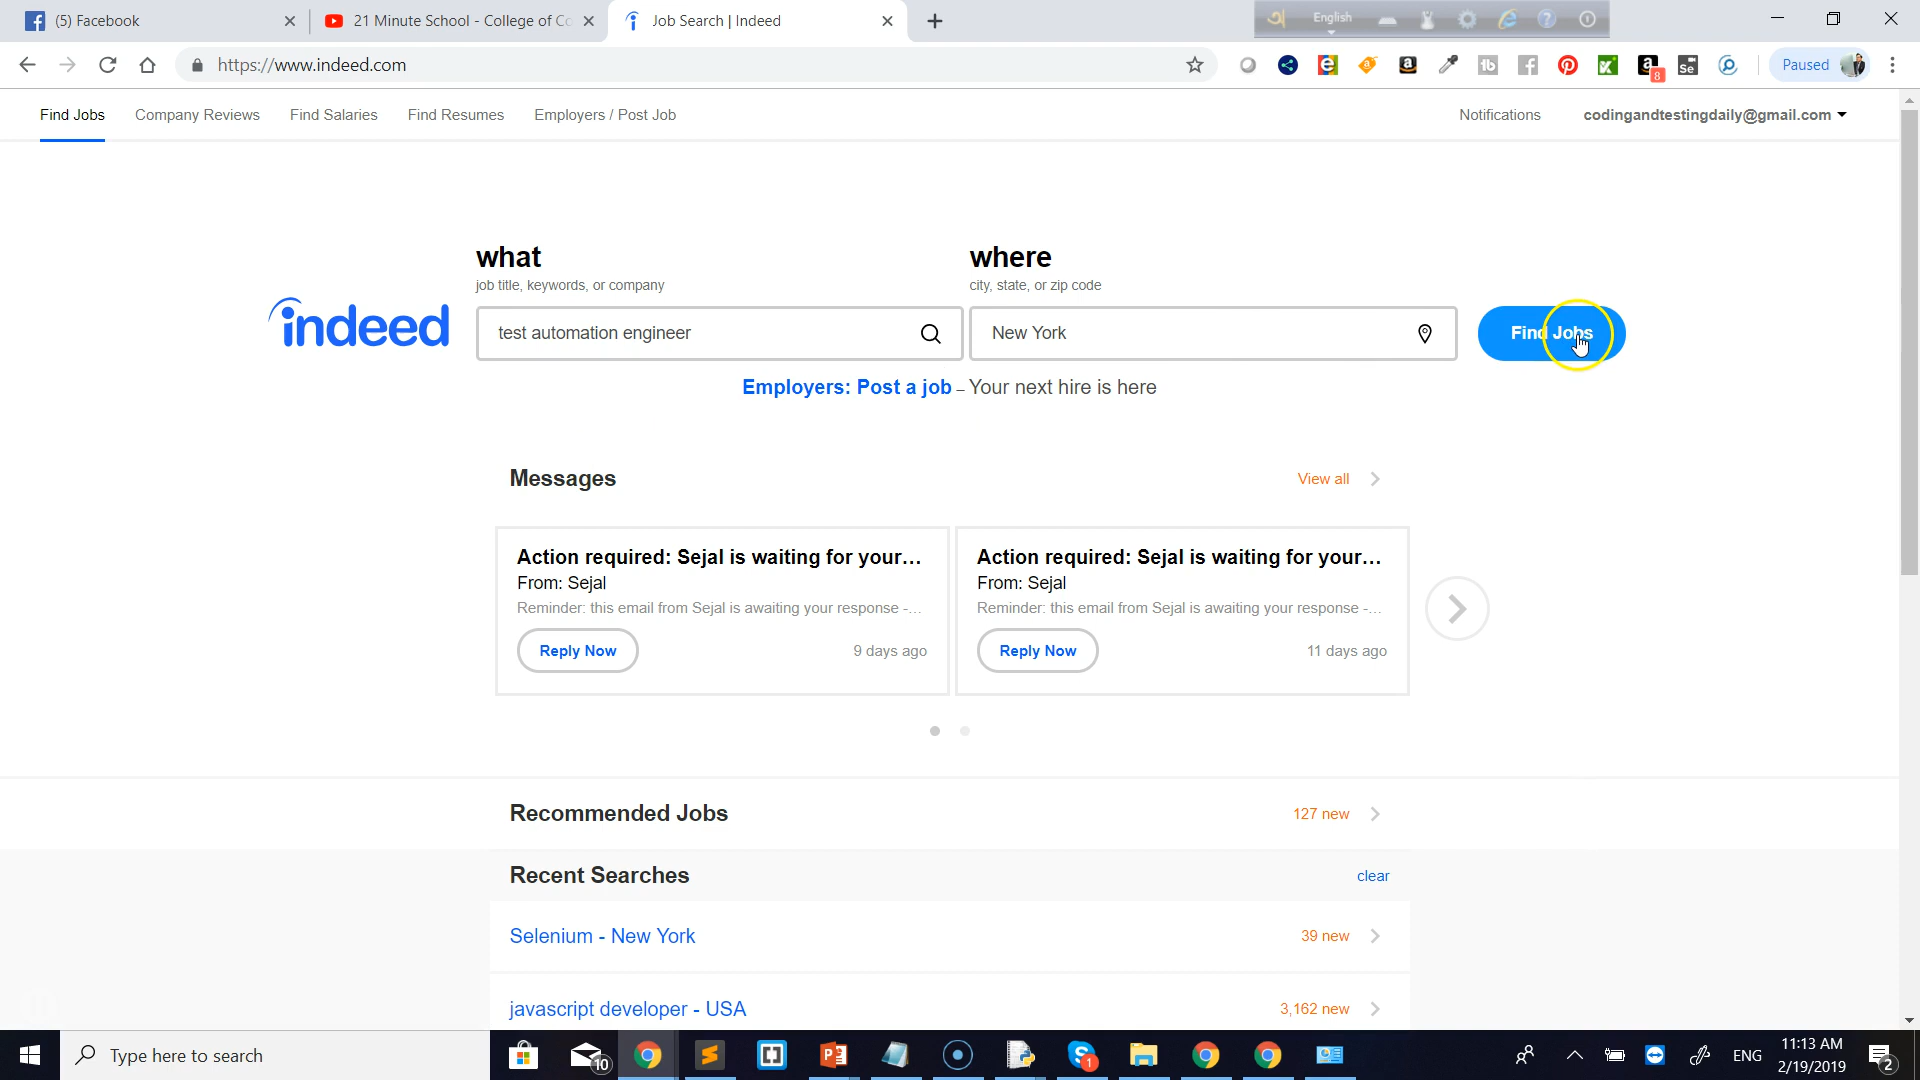 (5) Facebook
21 Minute School - College of Co
Job Search | Indeed
English
https://www.indeed.com
8
Paused
Find Jobs
Company Reviews
Find Salaries
Find Resumes
Employers / Post Job
Notifications
codingandtestingdaily@gmail.com
what
job title, keywords, or company
where
city, state, or zip code
indeed
test automation engineer
New York
Find Jobs
Employers: Post a job – Your next hire is here
Messages
View all
Action required: Sejal is waiting for your...
From: Sejal
Reminder: this email from Sejal is awaiting your response -...
Reply Now
9 days ago
Action required: Sejal is waiting for your...
From: Sejal
Reminder: this email from Sejal is awaiting your response -...
Reply Now
11 days ago
Recommended Jobs
127 new
Recent Searches
clear
Selenium - New York
39 new
javascript developer - USA
3,162 new
Type here to search
10
1
ENG
11:13 AM
2/19/2019
2